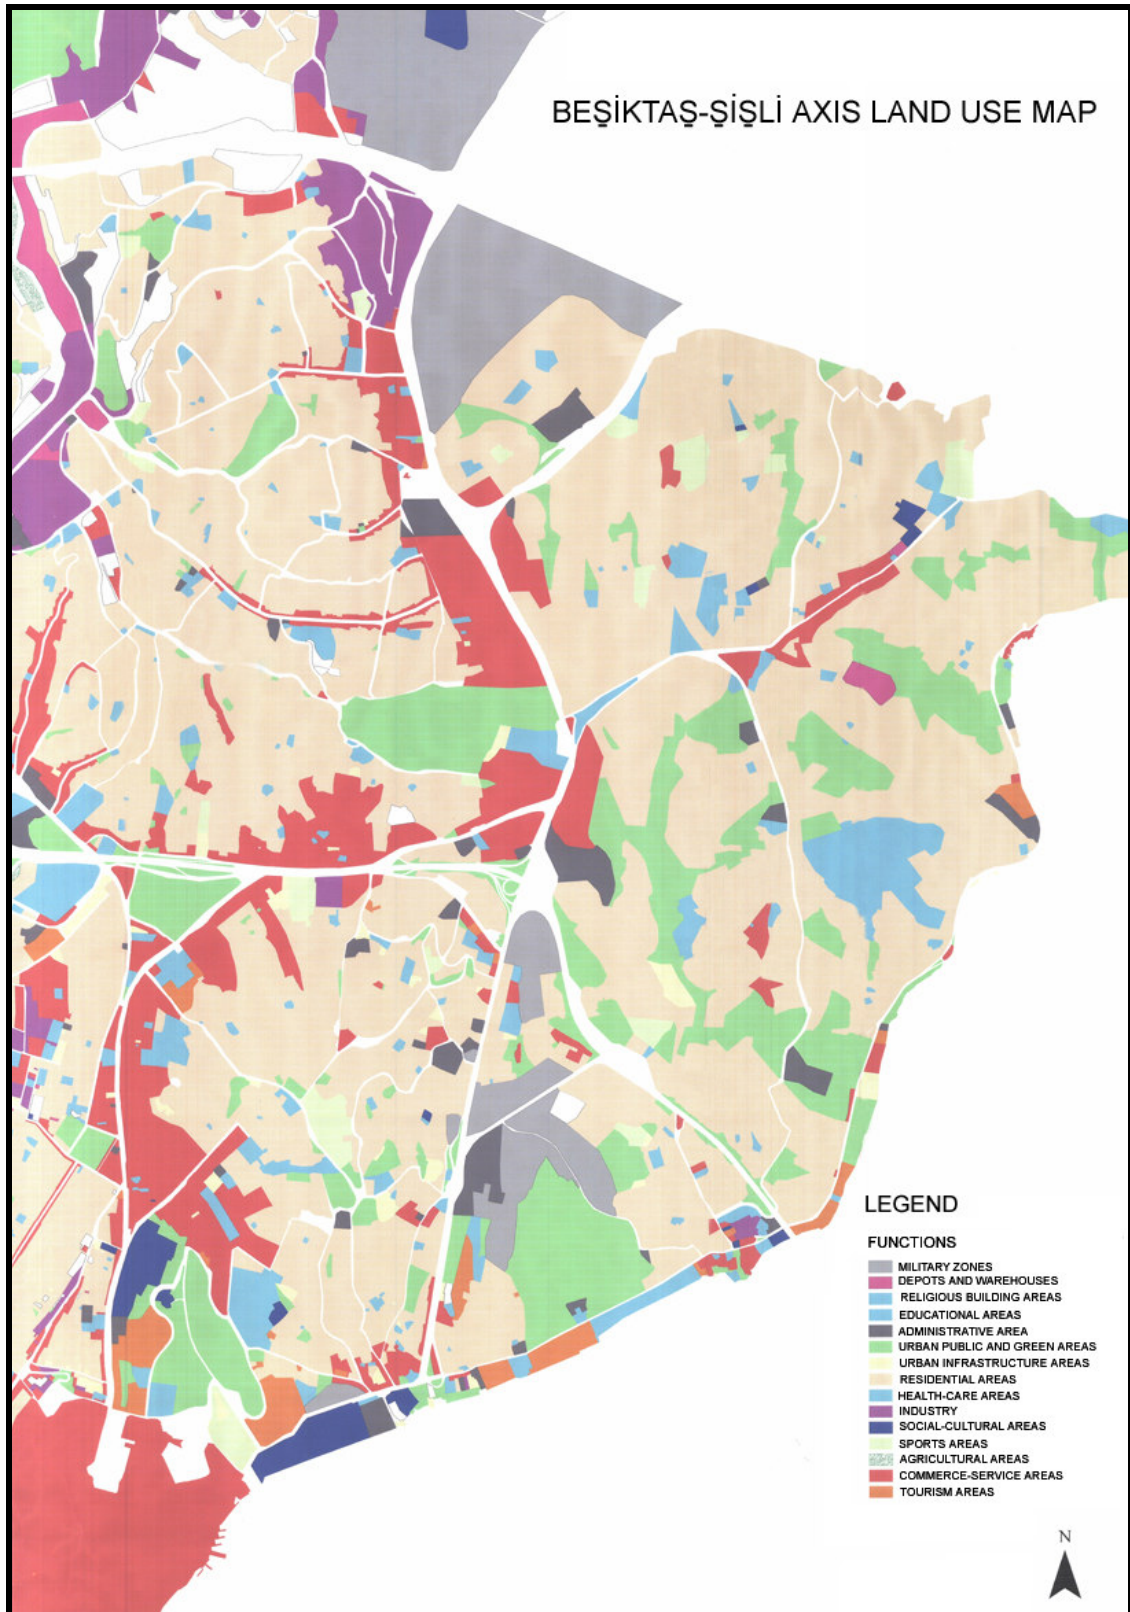 BEŞİKTAŞ-ŞİŞLİ AXIS LAND USE MAP
LEGEND
FUNCTIONS
MILITARY ZONES
DEPOTS AND WAREHOUSES
RELIGIOUS BUILDING AREAS
EDUCATIONAL AREAS
ADMINISTRATIVE AREA
URBAN PUBLIC AND GREEN AREAS
URBAN INFRASTRUCTURE AREAS
RESIDENTIAL AREAS
HEALTH-CARE AREAS
INDUSTRY
SOCIAL-CULTURAL AREAS
SPORTS AREAS
AGRICULTURAL AREAS
COMMERCE-SERVICE AREAS
TOURISM AREAS
N